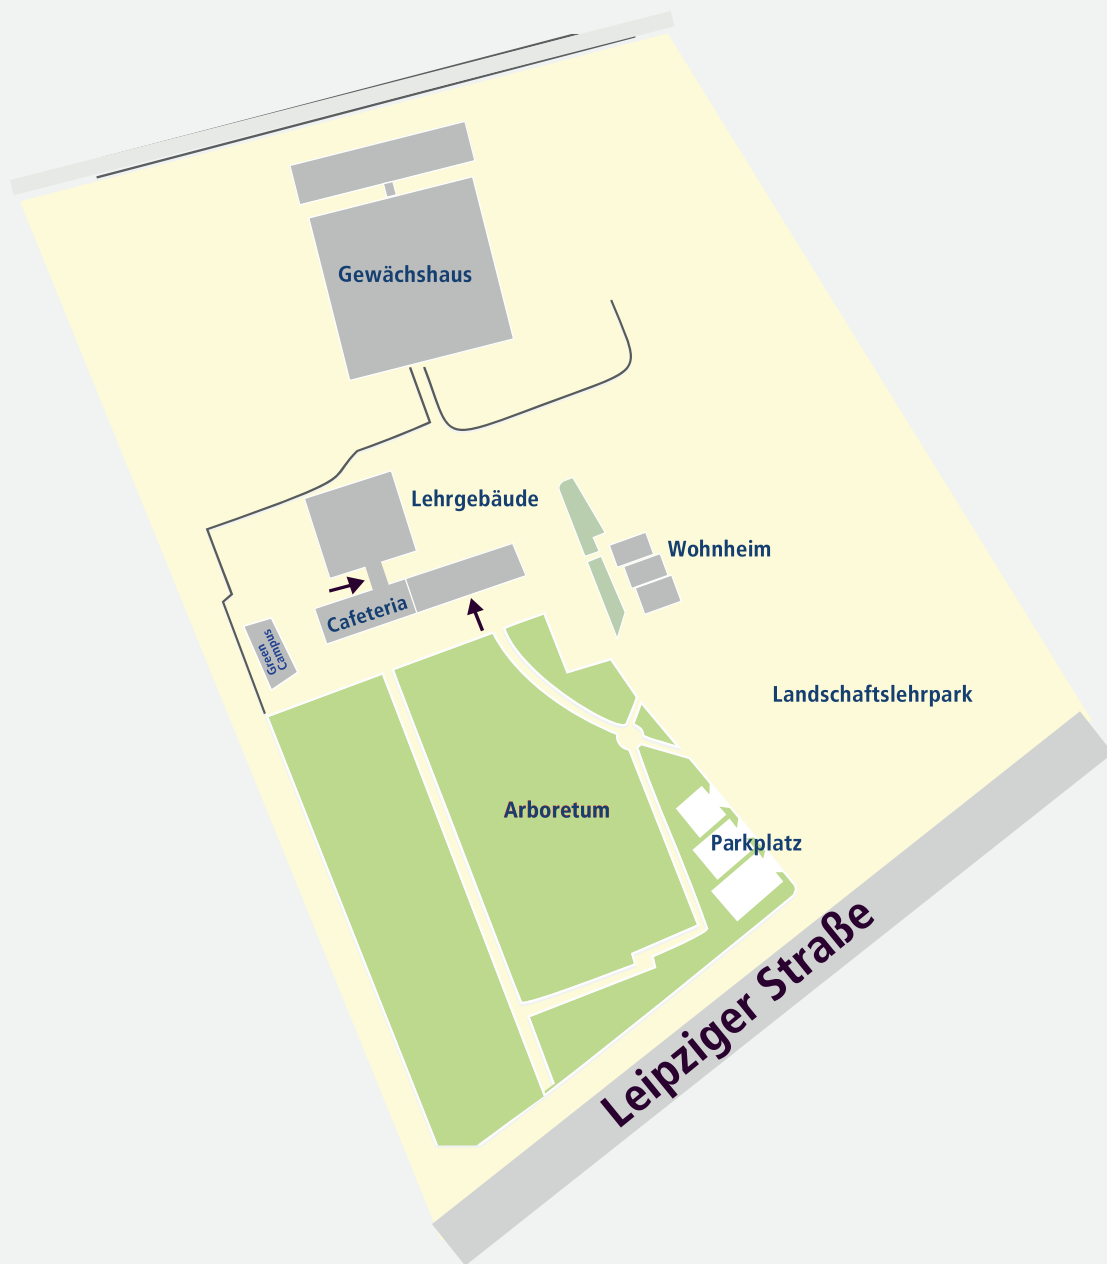 Gewächshaus
Lehrgebäude
Wohnheim
Cafeteria
Green
Campus
Landschaftslehrpark
Arboretum
Parkplatz
Leipziger Straße